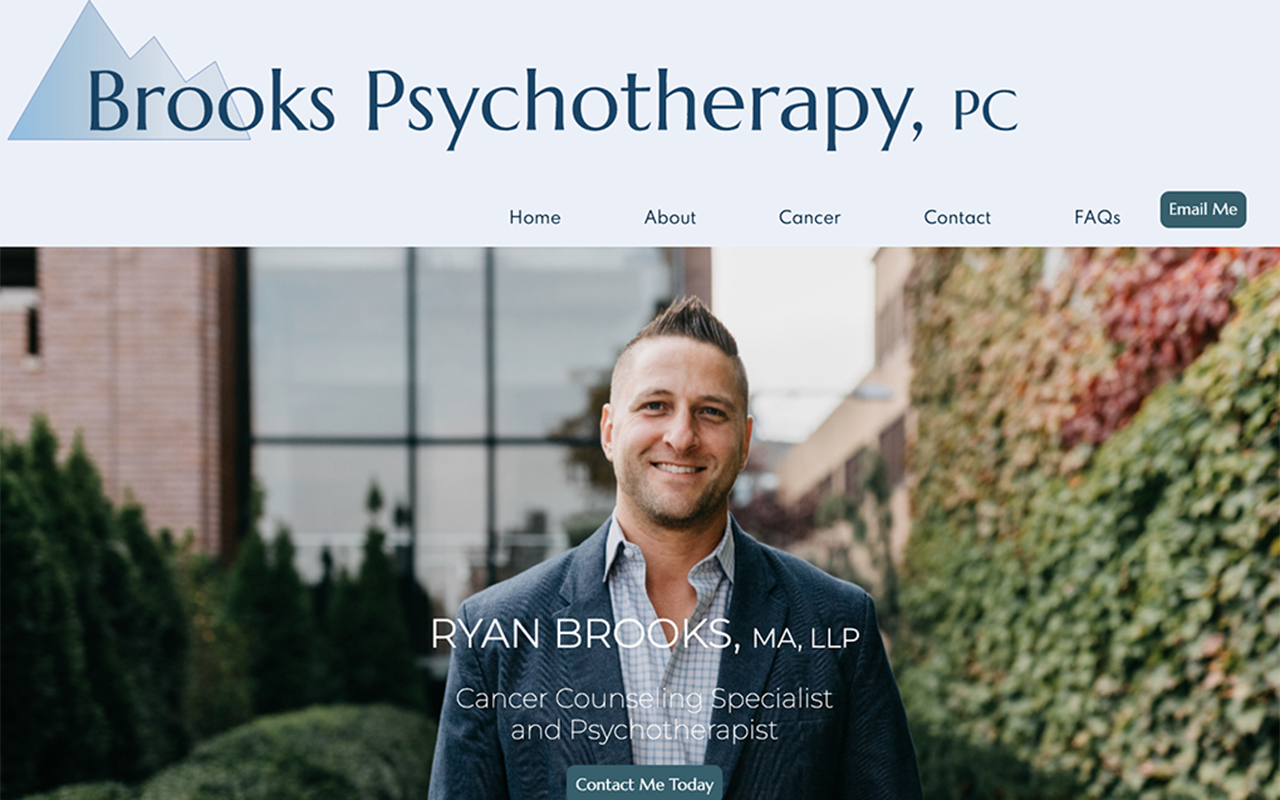 Brooks Psychotherapy, PC
Home About Cancer Contact FAQs Email Me
RYAN BROOKS, MA, LLP
Cancer Counseling Specialist
and Psychotherapist
Contact Me Today